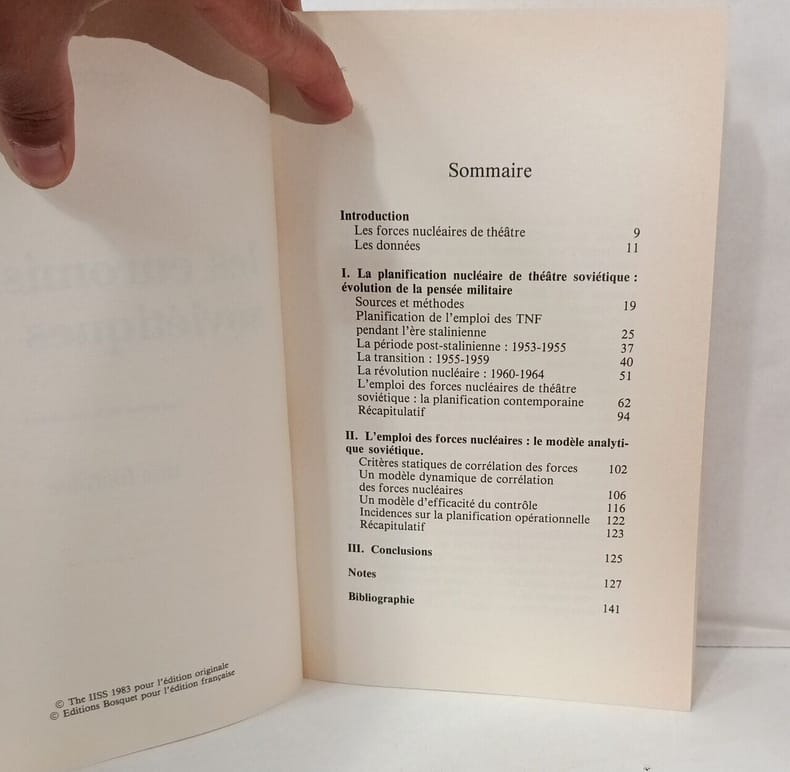 © The IISS 1983 pour l'édition originale
© Editions Bosquet pour l'édition française
Sommaire
Introduction
Les forces nucléaires de théâtre 9
Les données 11
I. La planification nucléaire de théâtre soviétique :
évolution de la pensée militaire
Sources et méthodes 19
Planification de l'emploi des TNF
pendant l'ère stalinienne 25
La période post-stalinienne : 1953-1955 37
La transition : 1955-1959 40
La révolution nucléaire : 1960-1964 51
L'emploi des forces nucléaires de théâtre
soviétique : la planification contemporaine 62
Récapitulatif 94
II. L'emploi des forces nucléaires : le modèle analyti-
que soviétique.
Critères statiques de corrélation des forces 102
Un modèle dynamique de corrélation
des forces nucléaires 106
Un modèle d'efficacité du contrôle 116
Incidences sur la planification opérationnelle 122
Récapitulatif 123
III. Conclusions 125
Notes 127
Bibliographie 141